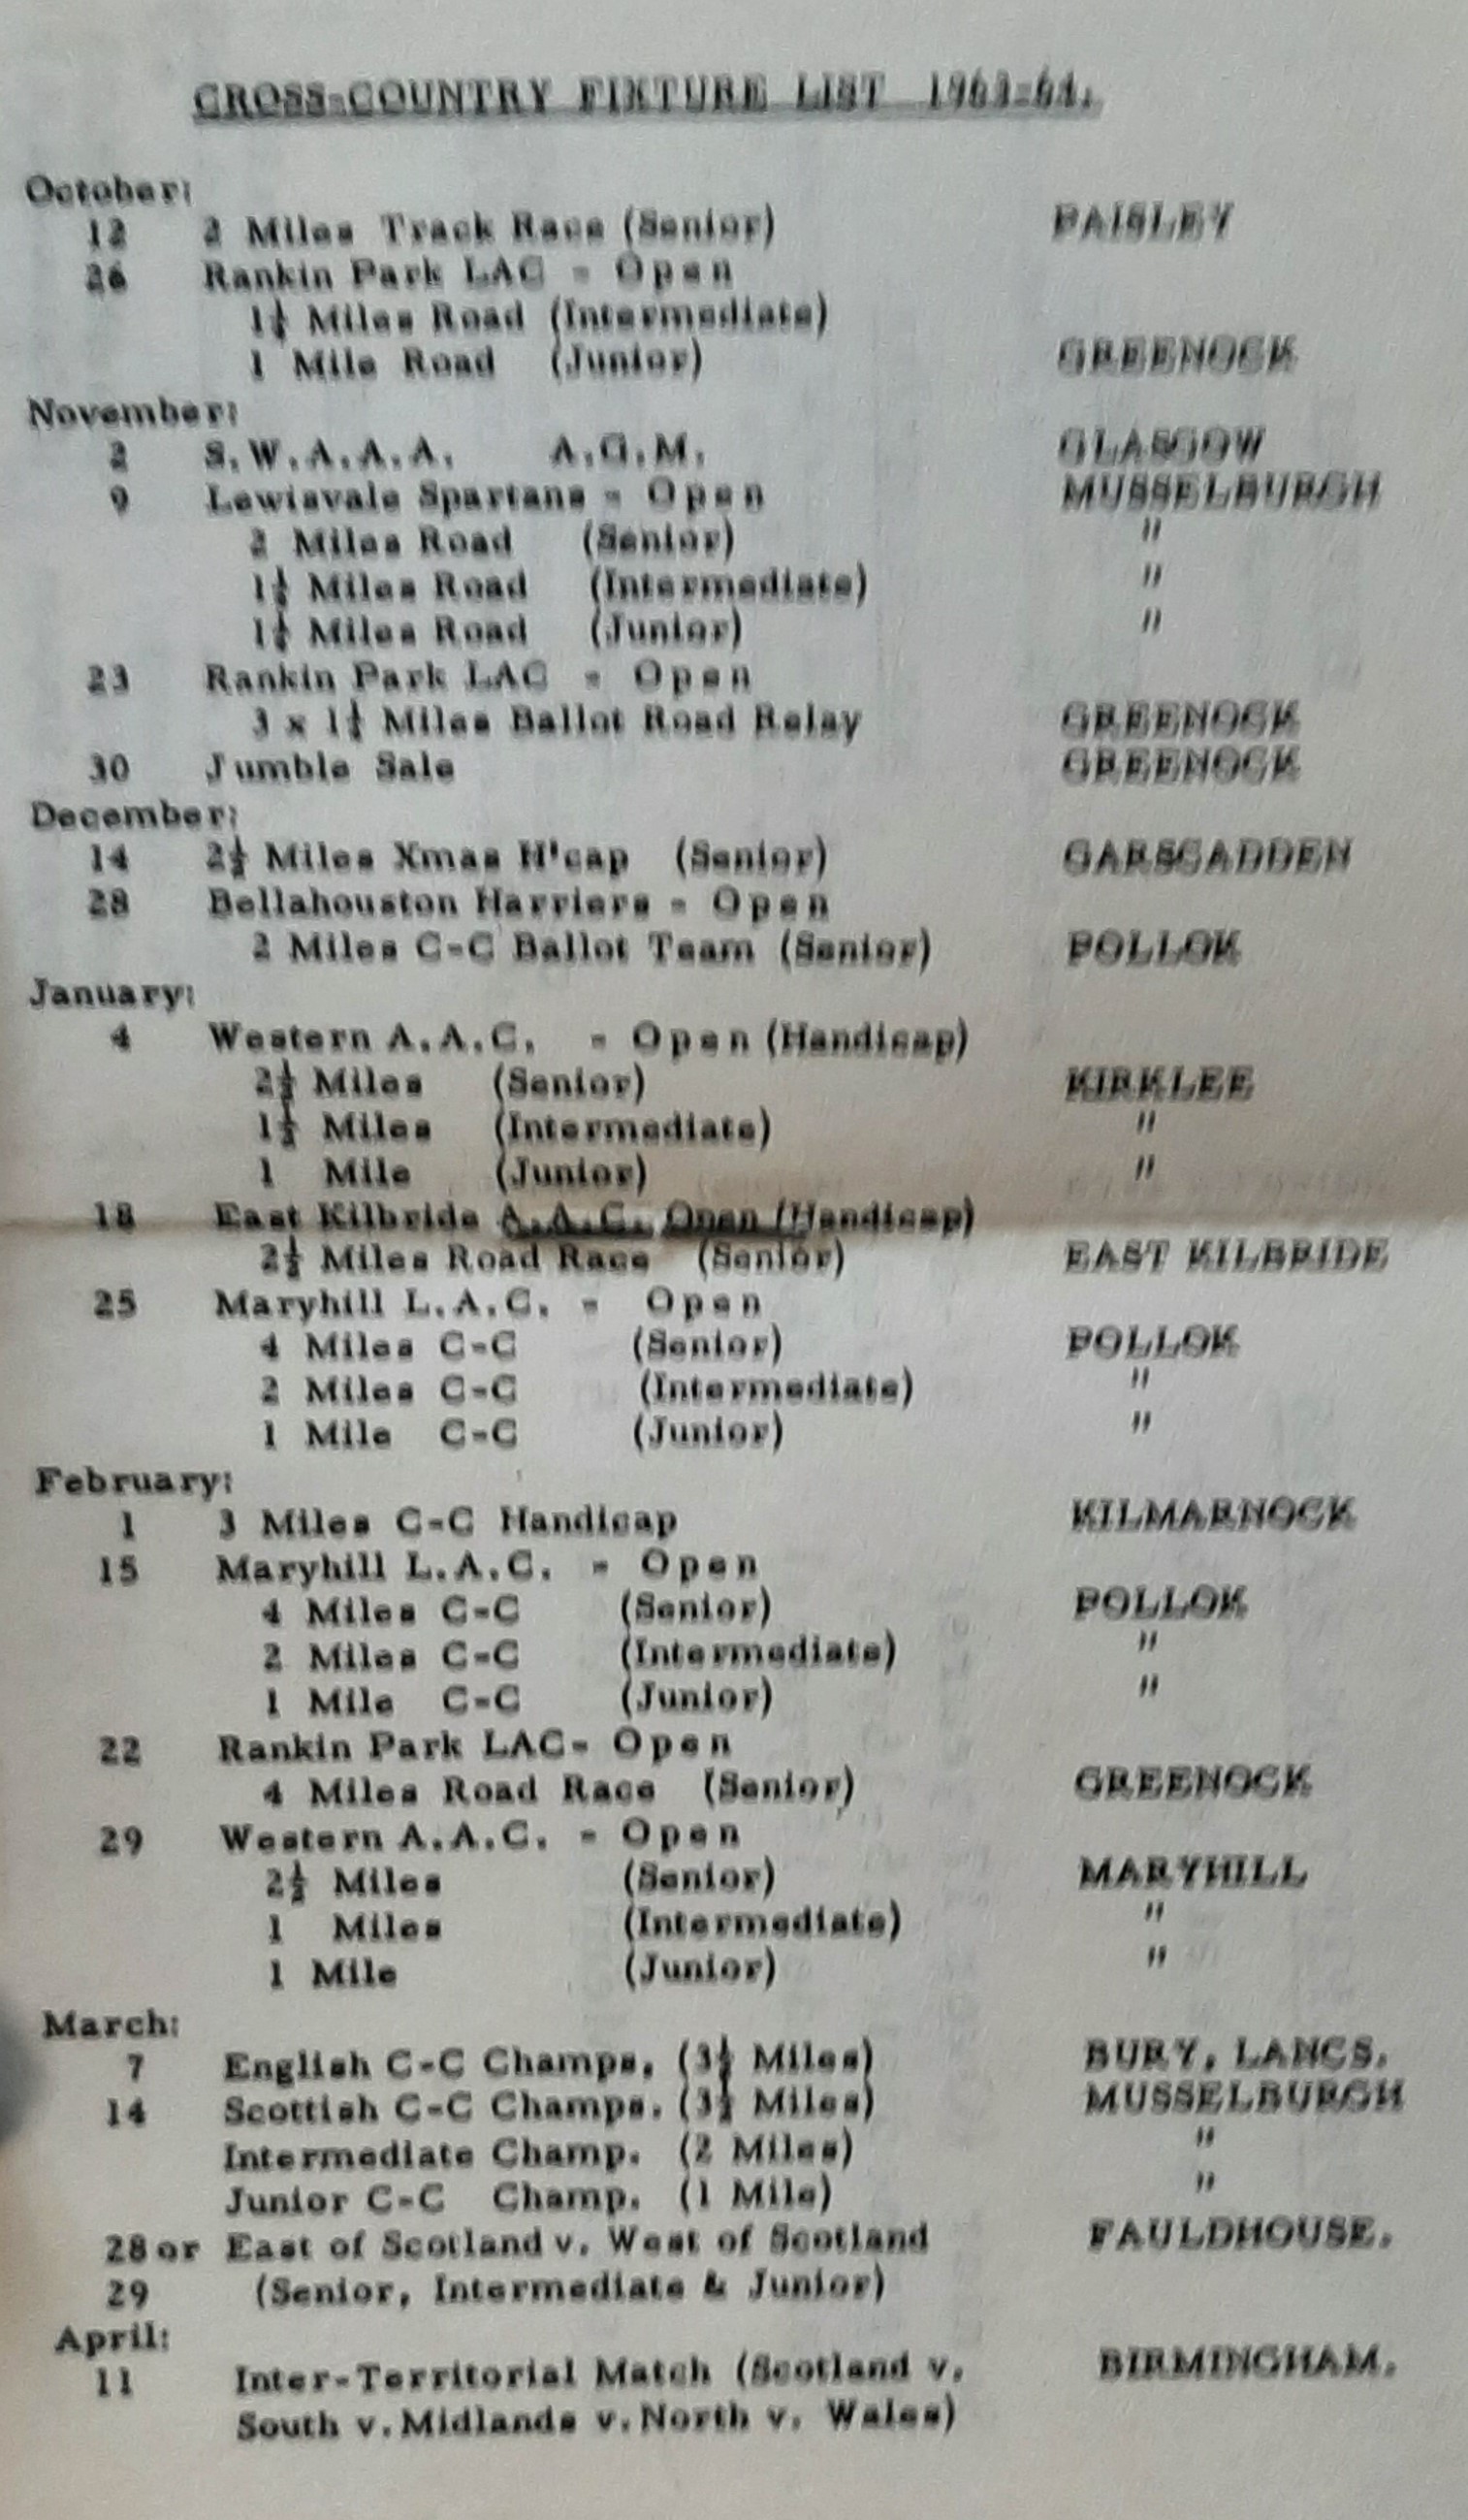 CROSS-COUNTRY FIXTURE LIST 1963-64.
October:
12 2 Miles Track Race (Senior) PAISLEY
26 Rankin Park LAC - Open
Miles Road (Intermediate)
1 Mile Road (Junior) GREENOCK
November:
2 S.W.A.A.A. A.G.M. GLASGOW
9 Lewisvale Spartans - Open MUSSELBURGH
2 Miles Road (Senior) "
Miles Road (Intermediate) "
Miles Road (Junior) "
23 Rankin Park LAC - Open
3 x Miles Ballot Road Relay GREENOCK
30 Jumble Sale GREENOCK
December:
14 2½ Miles Xmas H'cap (Senior) GARSCADDEN
28 Bellahouston Harriers - Open
2 Miles C-C Ballot Team (Senior) POLLOK
January:
4 Western A.A.C. - Open (Handicap)
2½ Miles (Senior) KIRKLEE
1½ Miles (Intermediate) "
1 Mile (Junior) "
18 East Kilbride A.A.C. Open (Handicap)
2½ Miles Road Race (Senior) EAST KILBRIDE
25 Maryhill L.A.C. - Open
4 Miles C-C (Senior) POLLOK
2 Miles C-C (Intermediate) "
1 Mile C-C (Junior) "
February:
1 3 Miles C-C Handicap KILMARNOCK
15 Maryhill L.A.C. - Open
4 Miles C-C (Senior) POLLOK
2 Miles C-C (Intermediate) "
1 Mile C-C (Junior) "
22 Rankin Park LAC- Open
4 Miles Road Race (Senior) GREENOCK
29 Western A.A.C. - Open
2½ Miles (Senior) MARYHILL
1 Miles (Intermediate) "
1 Mile (Junior) "
March:
7 English C-C Champs. (3½ Miles) BURY, LANCS.
14 Scottish C-C Champs. (3½ Miles) MUSSELBURGH
Intermediate Champ. (2 Miles) "
Junior C-C Champ. (1 Mile) "
28 or East of Scotland v. West of Scotland FAULDHOUSE.
29 (Senior, Intermediate & Junior)
April:
11 Inter-Territorial Match (Scotland v. BIRMINGHAM.
South v. Midlands v. North v. Wales)